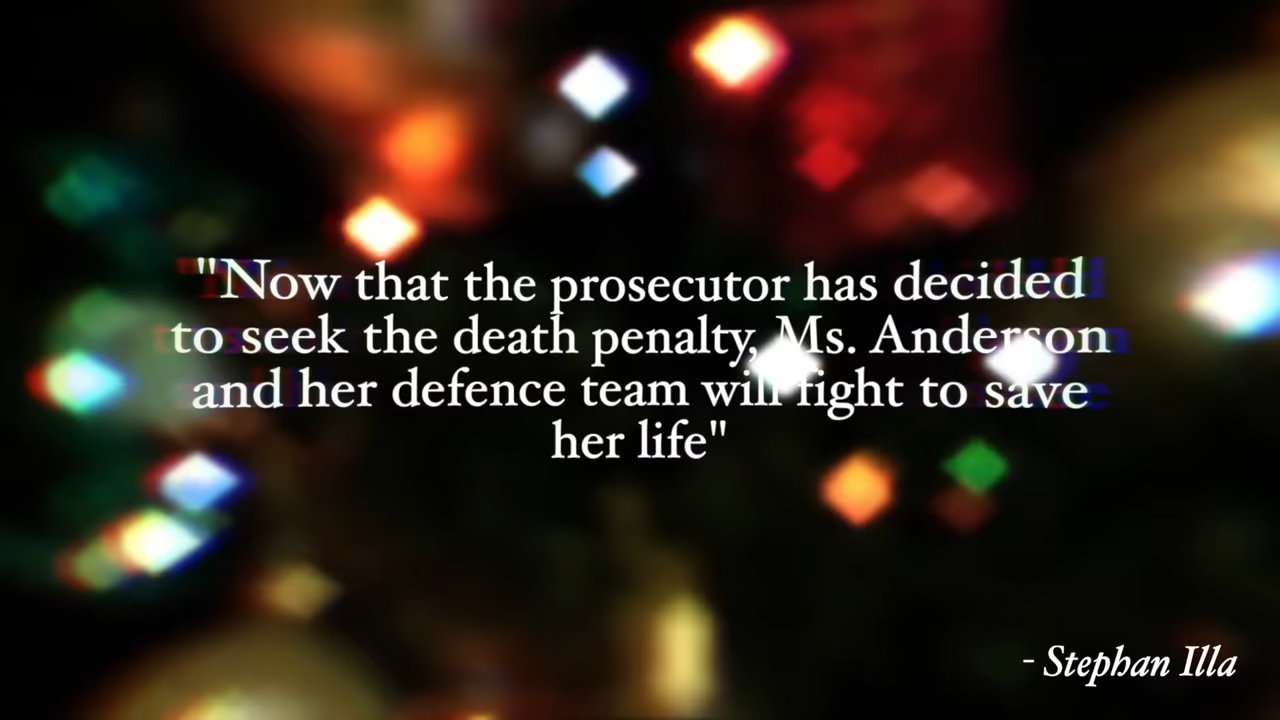 "Now that the prosecutor has decided
to seek the death penalty, Ms. Anderson
and her defence team will fight to save
her life"
- Stephan Illa